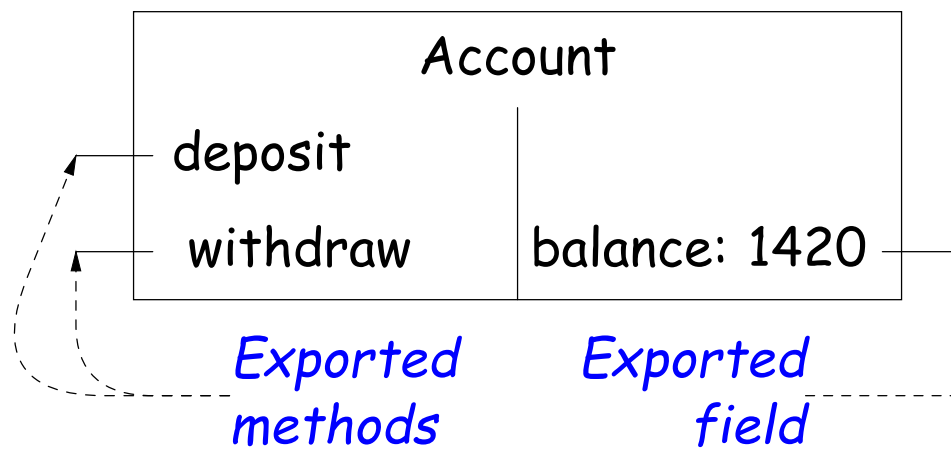 Account
deposit
withdraw
balance: 1420
Exported
methods
Exported
field